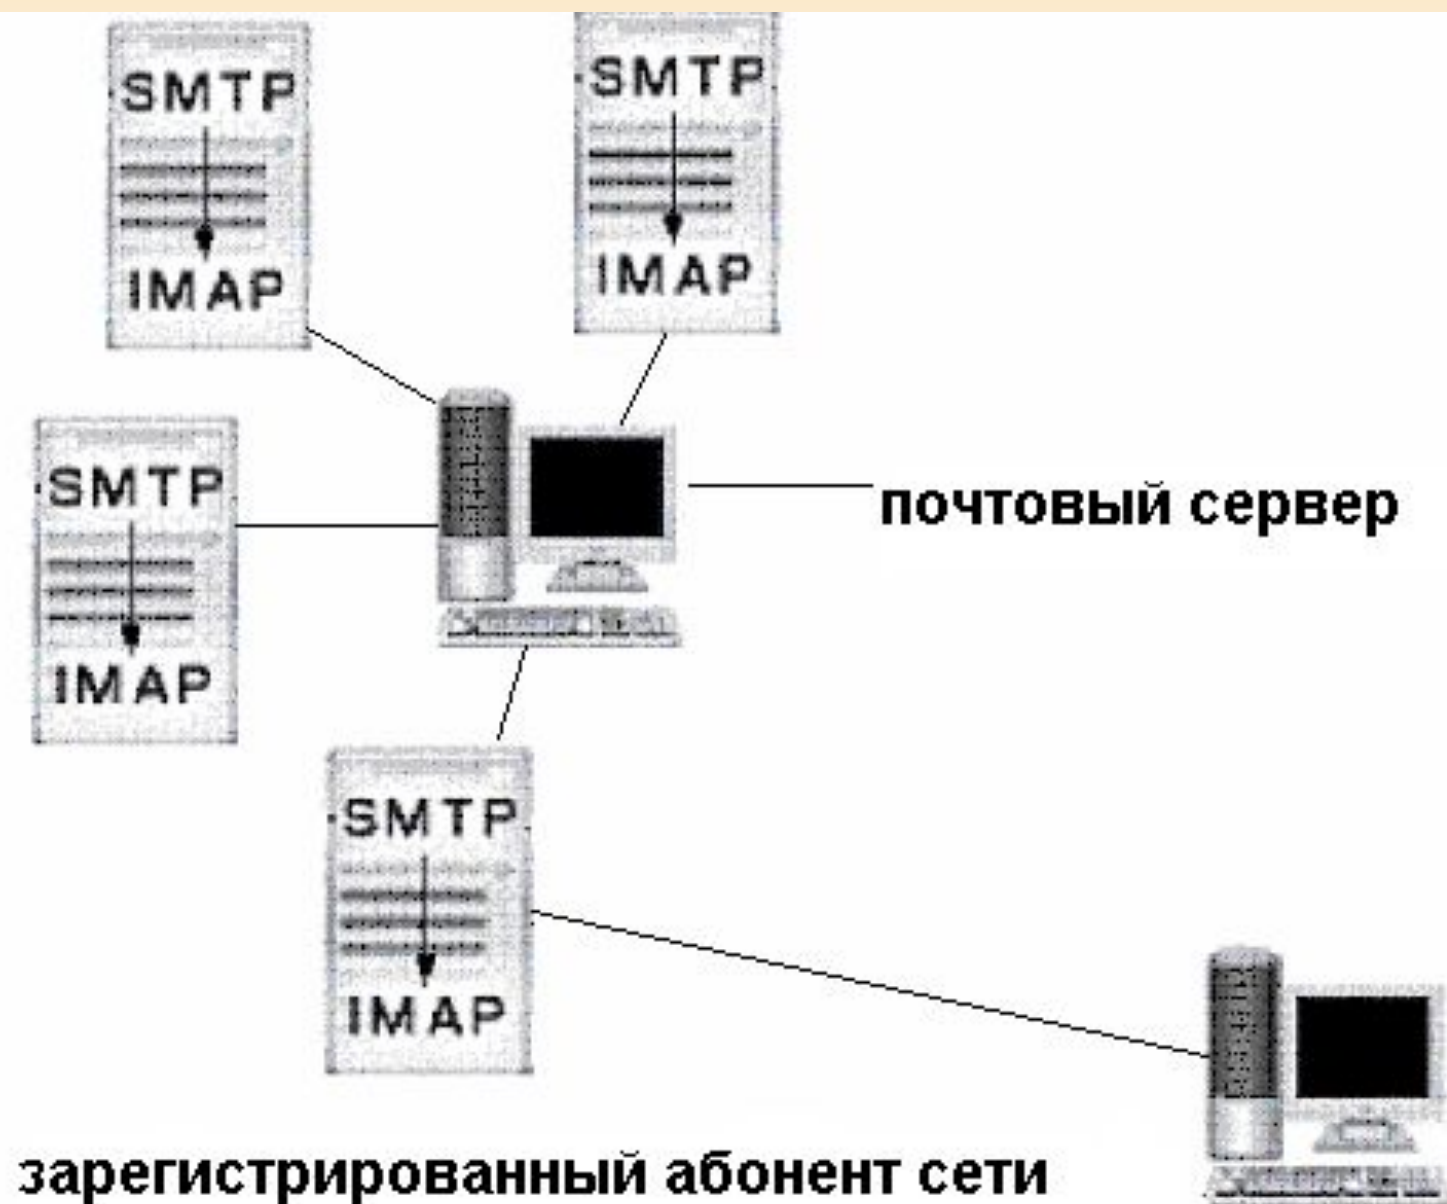 SMTP
IMAP
SMTP
IMAP
SMTP
IMAP
почтовый сервер
SMTP
IMAP
зарегистрированный абонент сети